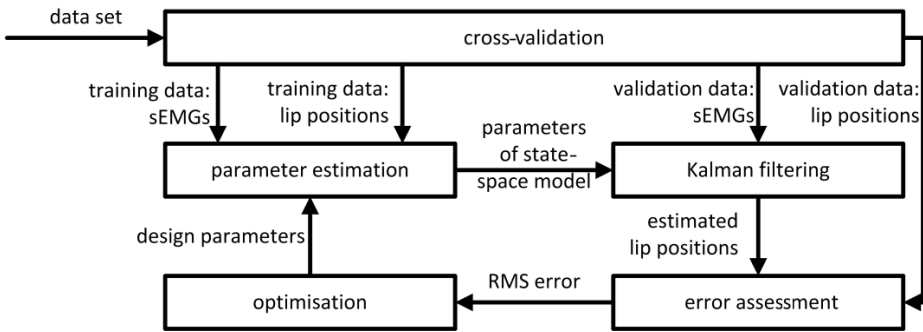 data set
cross-validation
training data:
sEMGs
training data:
lip positions
validation data:
sEMGs
validation data:
lip positions
parameter estimation
parameters
of state-
space model
Kalman filtering
design parameters
estimated
lip positions
optimisation
RMS error
error assessment